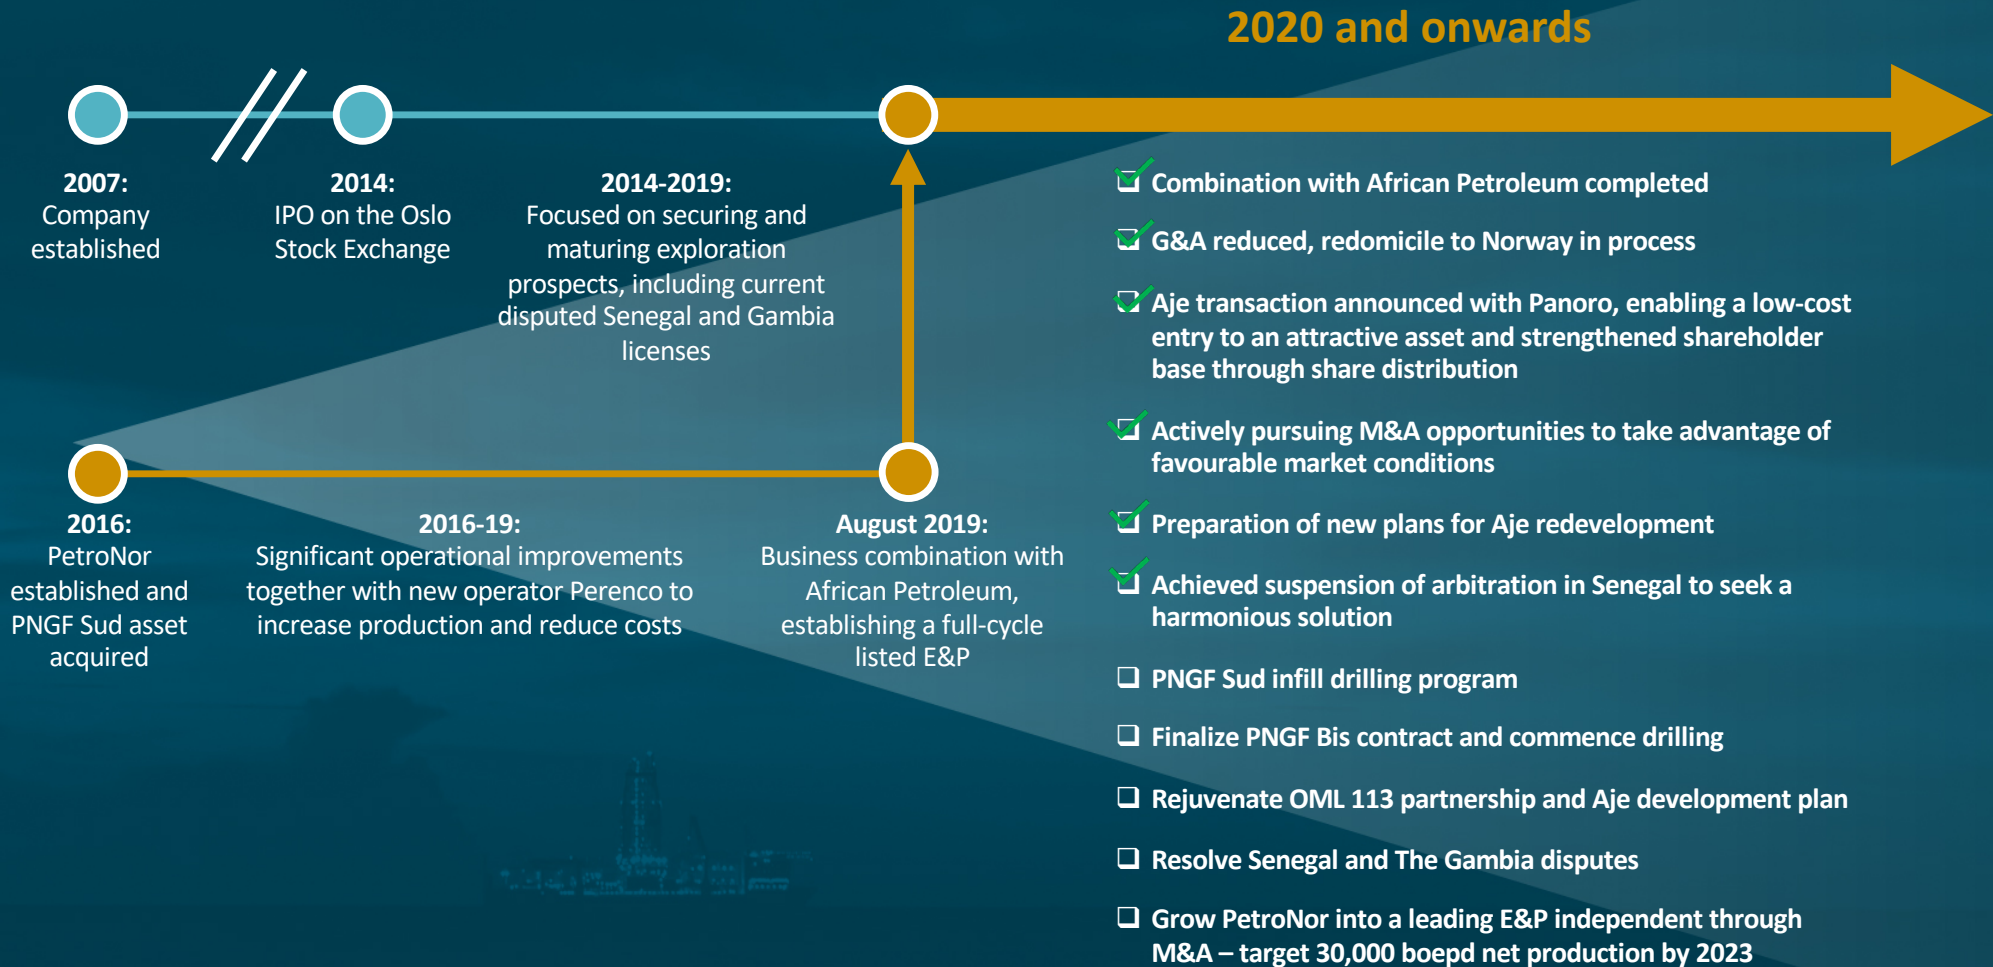 2020 and onwards
2007:
Company
established
2014:
IPO on the Oslo
Stock Exchange
2014-2019:
Focused on securing and
maturing exploration
prospects, including current
disputed Senegal and Gambia
licenses
2016:
PetroNor
established and
PNGF Sud asset
acquired
2016-19:
Significant operational improvements
together with new operator Perenco to
increase production and reduce costs
August 2019:
Business combination with
African Petroleum,
establishing a full-cycle
listed E&P
Combination with African Petroleum completed
G&A reduced, redomicile to Norway in process
Aje transaction announced with Panoro, enabling a low-cost
entry to an attractive asset and strengthened shareholder
base through share distribution
Actively pursuing M&A opportunities to take advantage of
favourable market conditions
Preparation of new plans for Aje redevelopment
Achieved suspension of arbitration in Senegal to seek a
harmonious solution
PNGF Sud infill drilling program
Finalize PNGF Bis contract and commence drilling
Rejuvenate OML 113 partnership and Aje development plan
Resolve Senegal and The Gambia disputes
Grow PetroNor into a leading E&P independent through
M&A – target 30,000 boepd net production by 2023